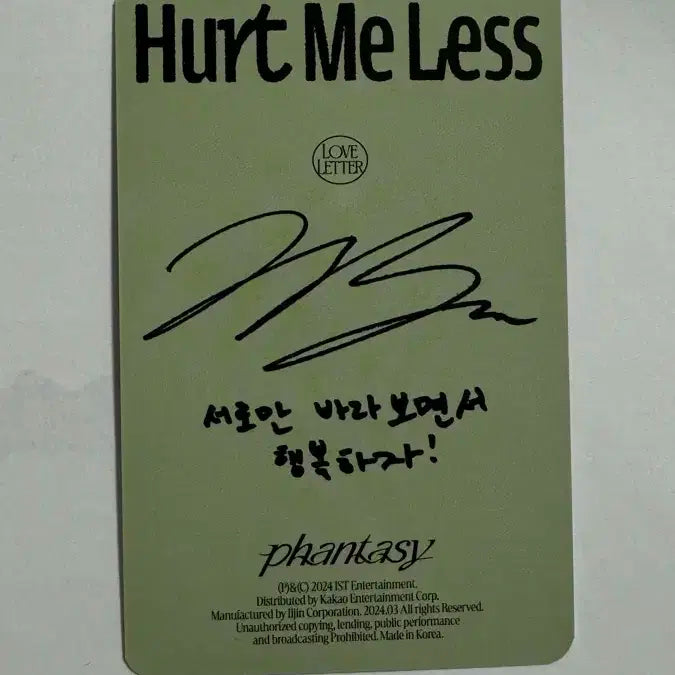 Hurt Me Less
LOVE
LETTER
서로만 바라보면서
행복하자!
phantasy
(P)&(C) 2024 IST Entertainment.
Distributed by Kakao Entertainment Corp.
Manufactured by Iljin Corporation. 2024.03 All rights Reserved.
Unauthorized copying, lending, public performance
and broadcasting Prohibited. Made in Korea.